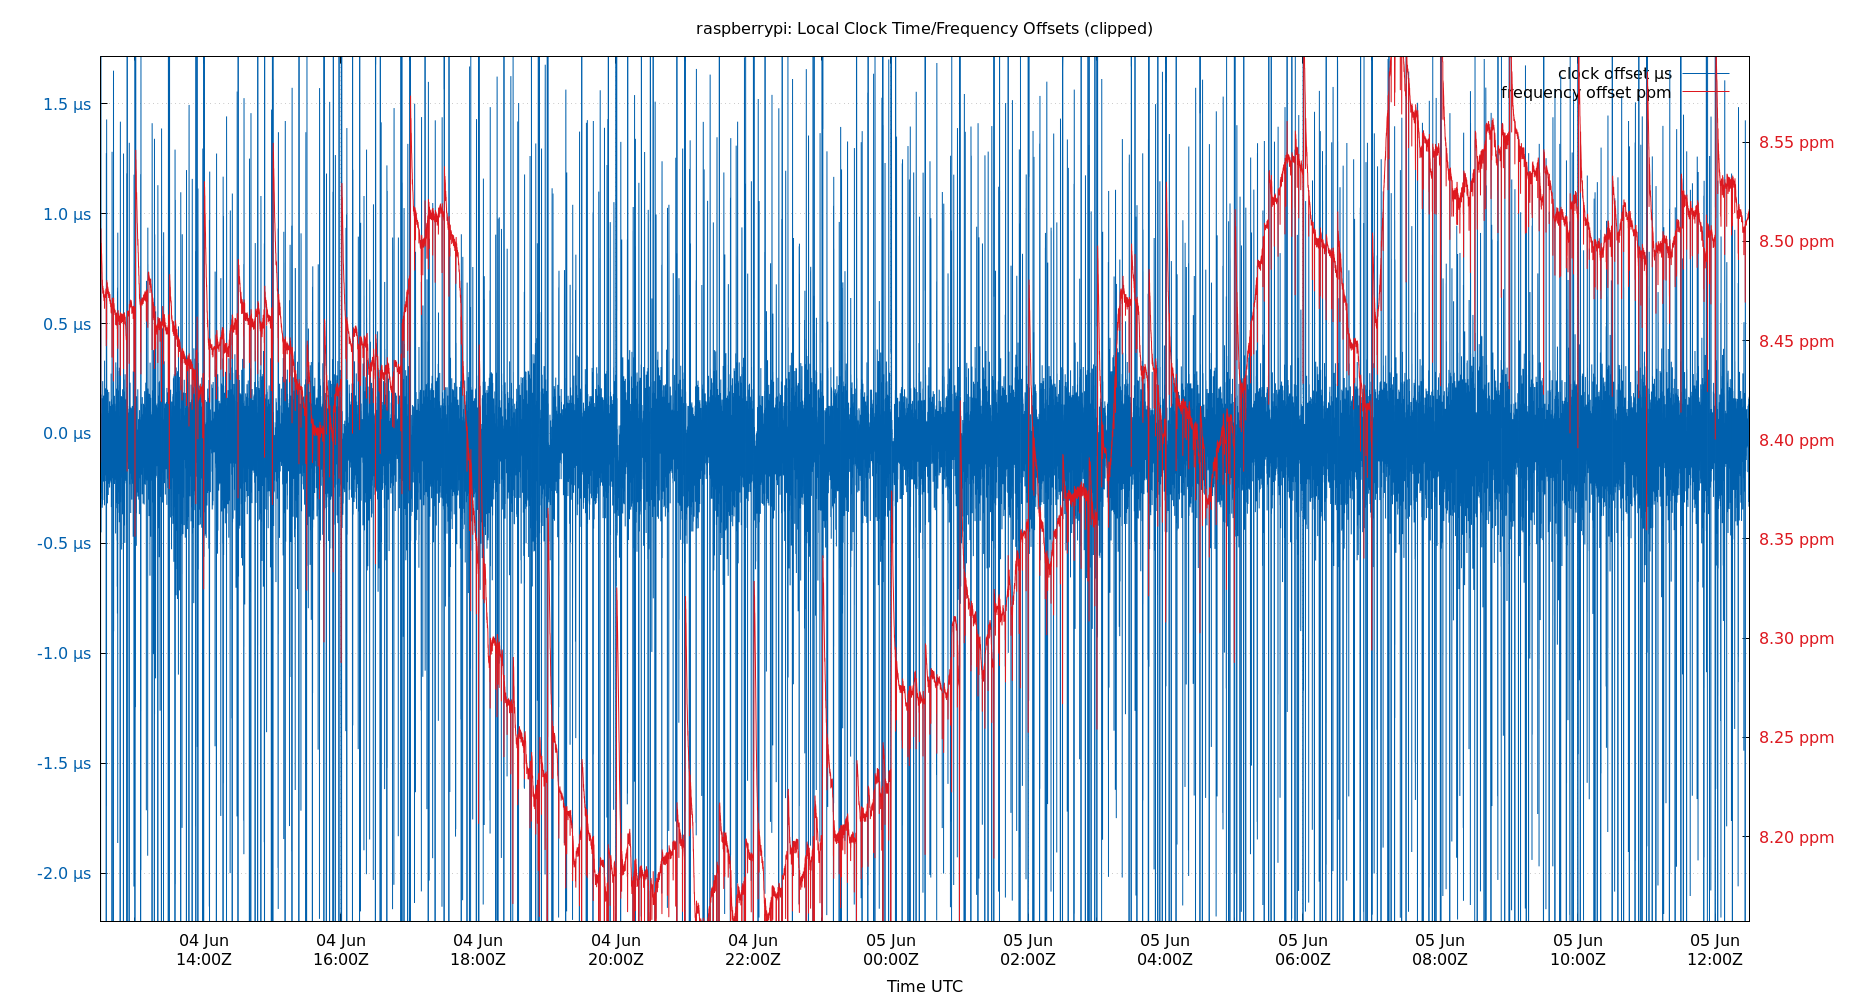 raspberrypi: Local Clock Time/Frequency Offsets (clipped)
clock offset µs
frequency offset ppm
1.5 µs
1.0 µs
0.5 µs
0.0 µs
-0.5 µs
-1.0 µs
-1.5 µs
-2.0 µs
8.55 ppm
8.50 ppm
8.45 ppm
8.40 ppm
8.35 ppm
8.30 ppm
8.25 ppm
8.20 ppm
04 Jun 04 Jun 04 Jun 04 Jun 04 Jun 05 Jun 05 Jun 05 Jun 05 Jun 05 Jun 05 Jun 05 Jun
14:00Z 16:00Z 18:00Z 20:00Z 22:00Z 00:00Z 02:00Z 04:00Z 06:00Z 08:00Z 10:00Z 12:00Z
Time UTC